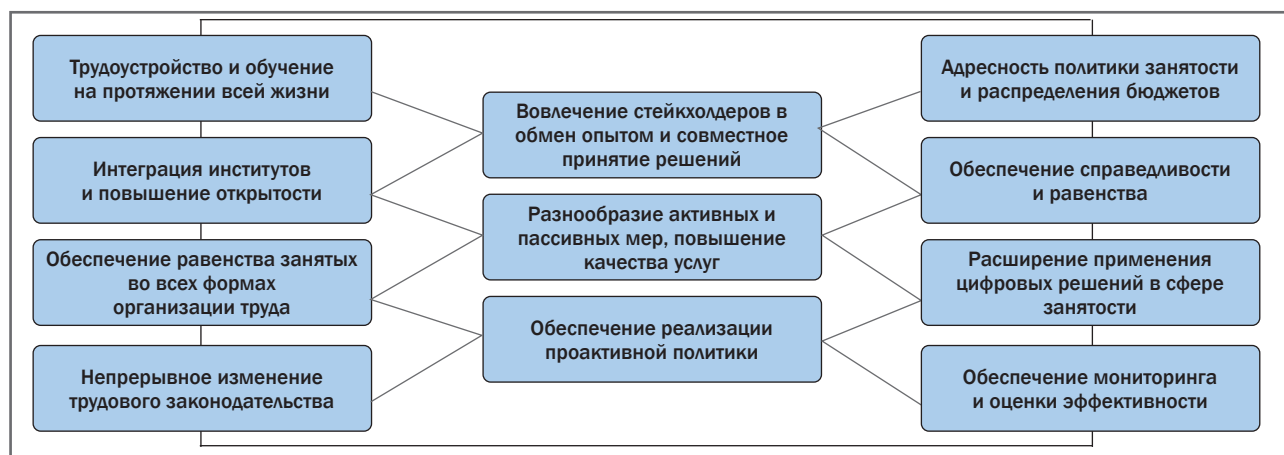 Трудоустройство и обучение
на протяжении всей жизни
Интеграция институтов
и повышение открытости
Обеспечение равенства занятых
во всех формах
организации труда
Непрерывное изменение
трудового законодательства
Вовлечение стейкхолдеров в
обмен опытом и совместное
принятие решений
Разнообразие активных и
пассивных мер, повышение
качества услуг
Обеспечение реализации
проактивной политики
Адресность политики занятости
и распределения бюджетов
Обеспечение справедливости
и равенства
Расширение применения
цифровых решений в сфере
занятости
Обеспечение мониторинга
и оценки эффективности